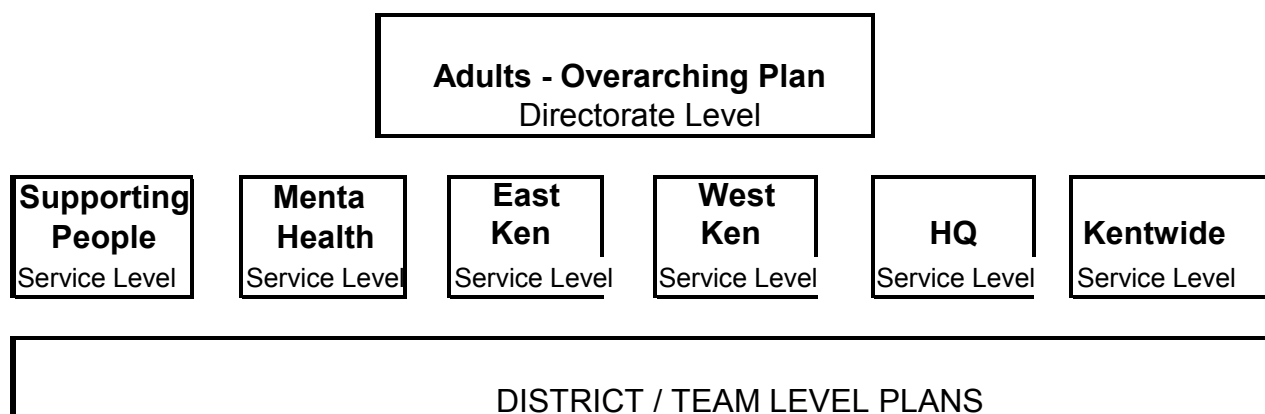 Adults - Overarching Plan
Directorate Level
Supporting
People
Service Level
Menta
Health
Service Level
East
Ken
Service Level
West
Ken
Service Level
HQ
Service Level
Kentwide
Service Level
DISTRICT / TEAM LEVEL PLANS